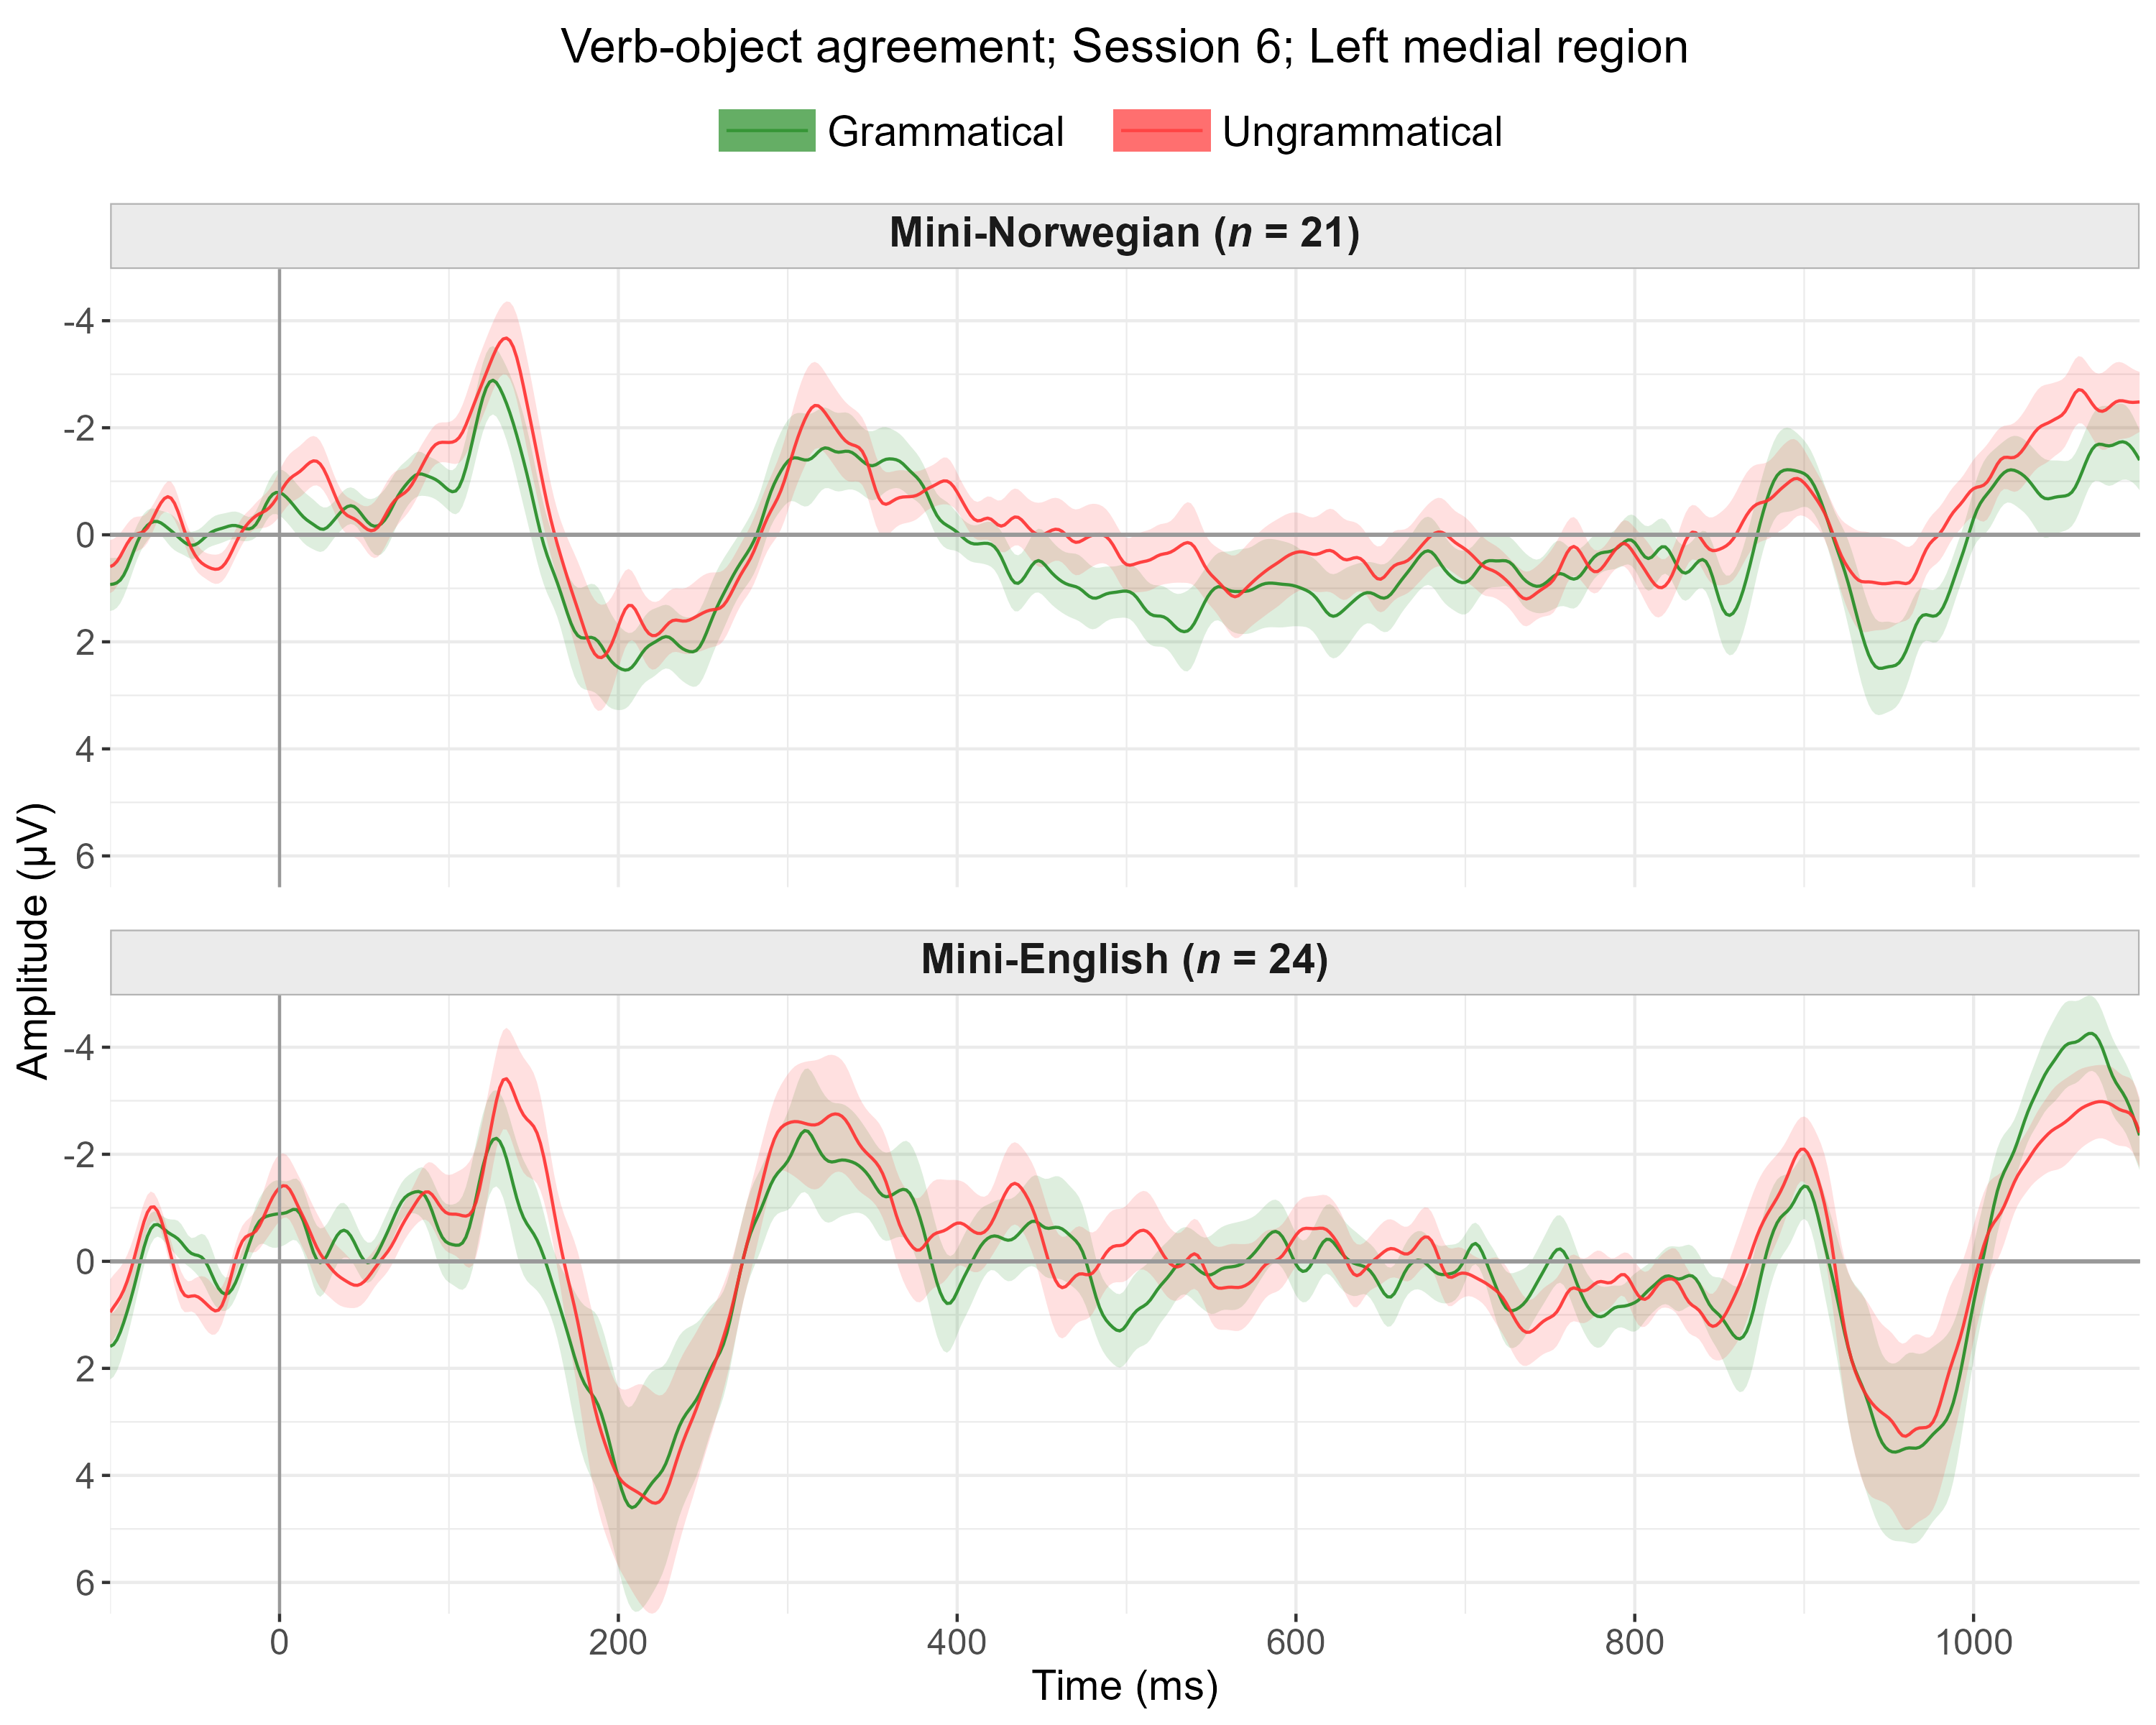 Verb-object agreement; Session 6; Left medial region
Grammatical Ungrammatical
Mini-Norwegian (n = 21)
-4
-2
0
2
4
6
Amplitude (µV)
Mini-English (n = 24)
-4
-2
0
2
4
6
0 200 400 600 800 1000
Time (ms)